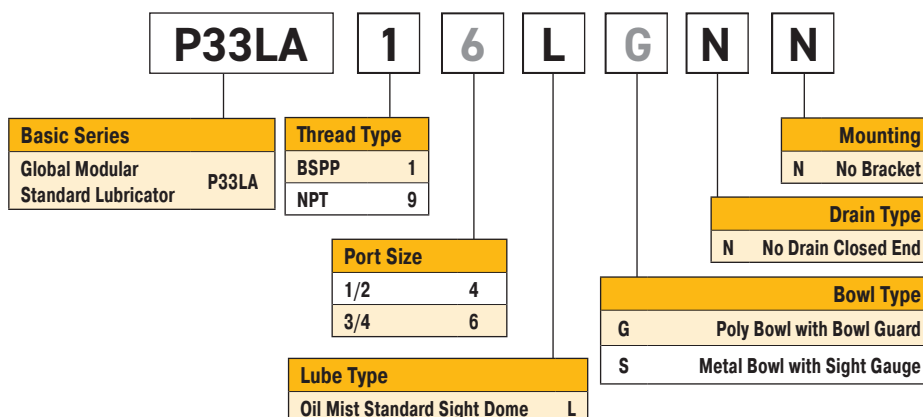 P33LA 1 6 L G N N
Basic Series
Global Modular
Standard Lubricator P33LA
Thread Type
BSPP 1
NPT 9
Port Size
1/2 4
3/4 6
Lube Type
Oil Mist Standard Sight Dome L
Mounting
N No Bracket
Drain Type
N No Drain Closed End
Bowl Type
G Poly Bowl with Bowl Guard
S Metal Bowl with Sight Gauge